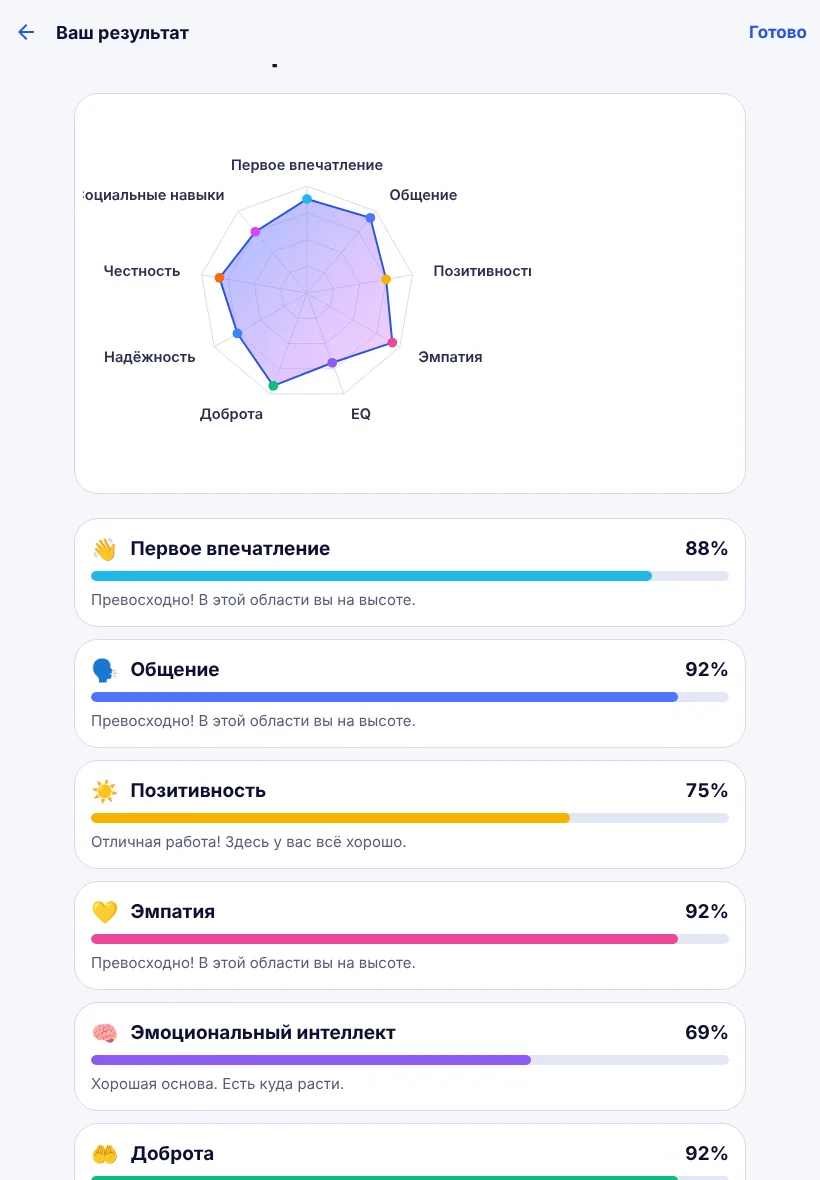 Ваш результат
Готово
Первое впечатление
оциальные навыки
Общение
Честность
Позитивност
Надёжность
Эмпатия
Доброта
EQ
👋 Первое впечатление 88%
Превосходно! В этой области вы на высоте.
🗣️ Общение 92%
Превосходно! В этой области вы на высоте.
☀️ Позитивность 75%
Отличная работа! Здесь у вас всё хорошо.
💛 Эмпатия 92%
Превосходно! В этой области вы на высоте.
🧠 Эмоциональный интеллект 69%
Хорошая основа. Есть куда расти.
🤲 Доброта 92%